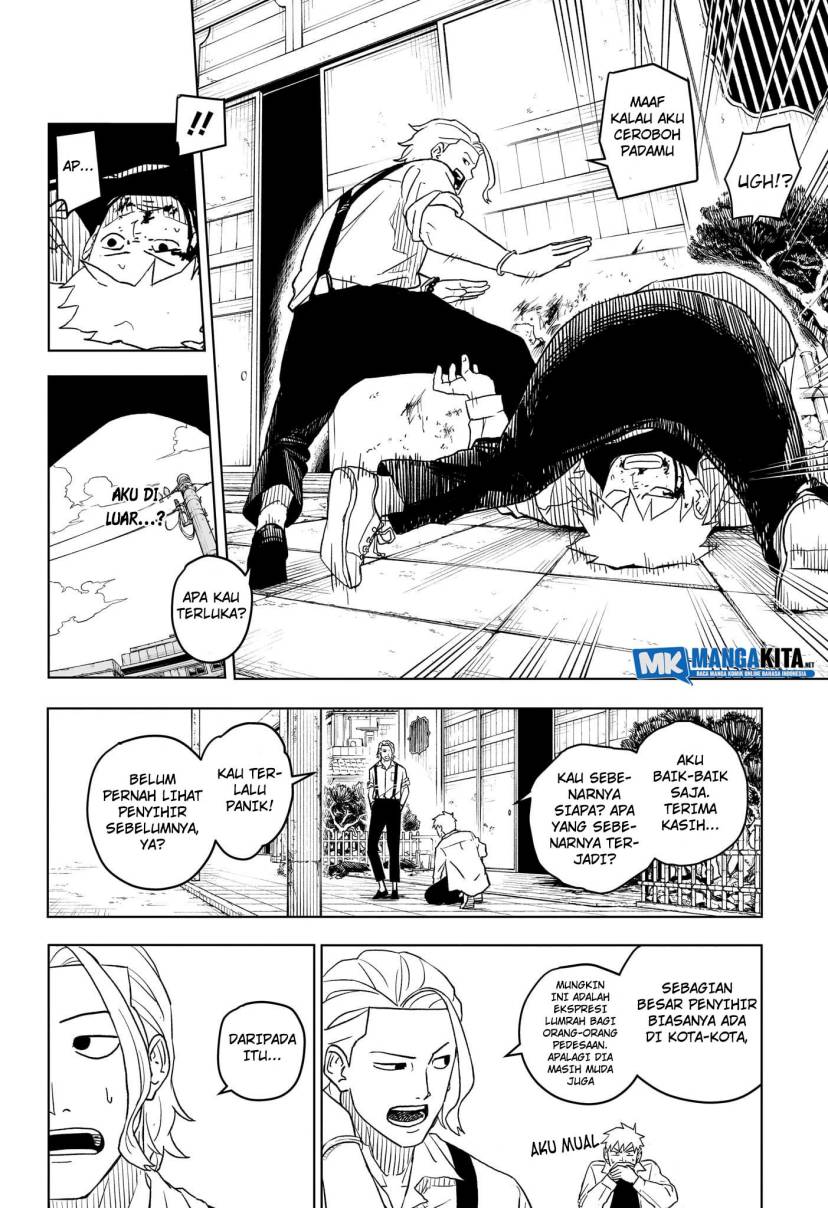 UGH!?
MAAF
KALAU AKU
CEROBOH
PADAMU
!!
AP...
AKU DI
LUAR...?
APA KAU
TERLUKA?
MK MANGAKITA.NET
BACA MANGA KOMIK ONLINE BAHASA INDONESIA
AKU
BAIK-BAIK
SAJA.
TERIMA
KASIH...
KAU SEBE-
NARNYA
SIAPA? APA
YANG SEBE-
NARNYA TER-
JADI?
KAU TER-
LALU
PANIK!
BELUM
PERNAH LIHAT
PENYIHIR
SEBELUMNYA,
YA?
SEBAGIAN
BESAR PENYIHIR
BIASANYA ADA
DI KOTA-KOTA,
MUNGKIN
INI ADALAH
EKSPRESI
LUMRAH BAGI
ORANG-ORANG
PEDESAAN.
APALAGI DIA
MASIH MUDA
JUGA
AKU MUAL
DARIPADA
ITU...